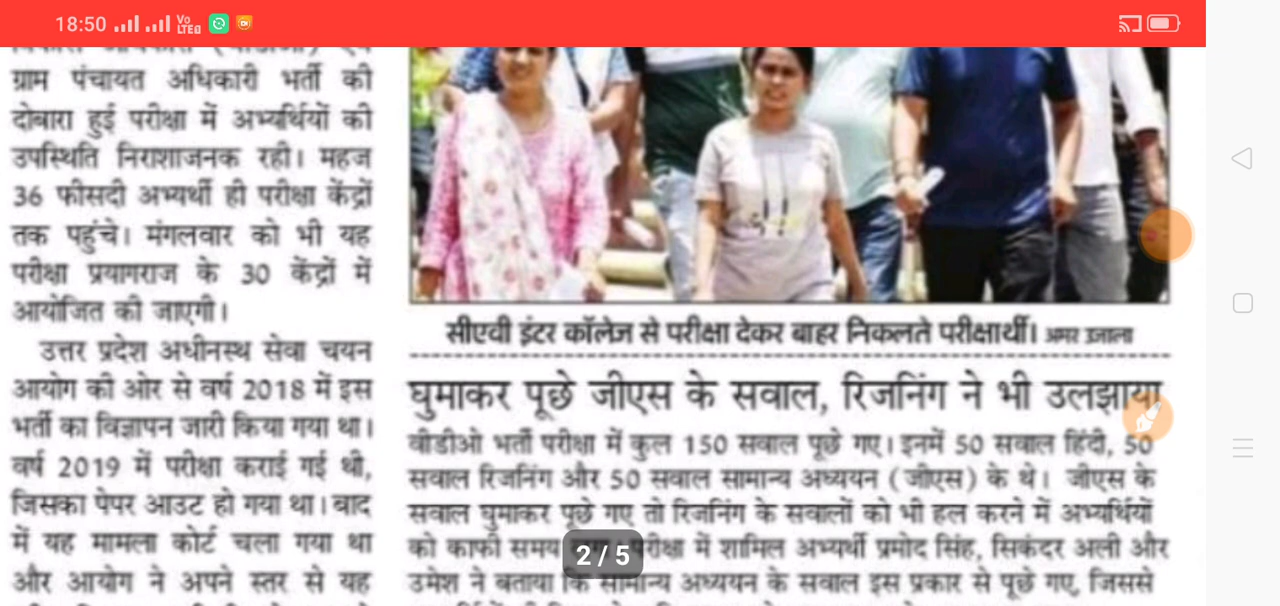 18:50
Vo
LTE
ग्राम पंचायत अधिकारी भर्ती की
दोबारा हुई परीक्षा में अभ्यर्थियों की
उपस्थिति निराशाजनक रही। महज
36 फीसदी अभ्यर्थी ही परीक्षा केंद्रों
तक पहुंचे। मंगलवार को भी यह
परीक्षा प्रयागराज के 30 केंद्रों में
आयोजित की जाएगी।
उत्तर प्रदेश अधीनस्थ सेवा चयन
आयोग की ओर से वर्ष 2018 में इस
भर्ती का विज्ञापन जारी किया गया था।
वर्ष 2019 में परीक्षा कराई गई थी,
जिसका पेपर आउट हो गया था। बाद
में यह मामला कोर्ट चला गया था
और आयोग ने अपने स्तर से यह
सीएवी इंटर कॉलेज से परीक्षा देकर बाहर निकलते परीक्षार्थी। अमर उजाला
घुमाकर पूछे जीएस के सवाल, रिजनिंग ने भी उलझाया
वीडीओ भर्ती परीक्षा में कुल 150 सवाल पूछे गए। इनमें 50 सवाल हिंदी, 50
सवाल रिजनिंग और 50 सवाल सामान्य अध्ययन (जीएस) के थे। जीएस के
सवाल घुमाकर पूछे गए तो रिजनिंग के सवालों को भी हल करने में अभ्यर्थियों
को काफी समय परीक्षा में शामिल अभ्यर्थी प्रमोद सिंह, सिकंदर अली और
उमेश ने बताया कि सामान्य अध्ययन के सवाल इस प्रकार से पूछे गए, जिससे
2 / 5